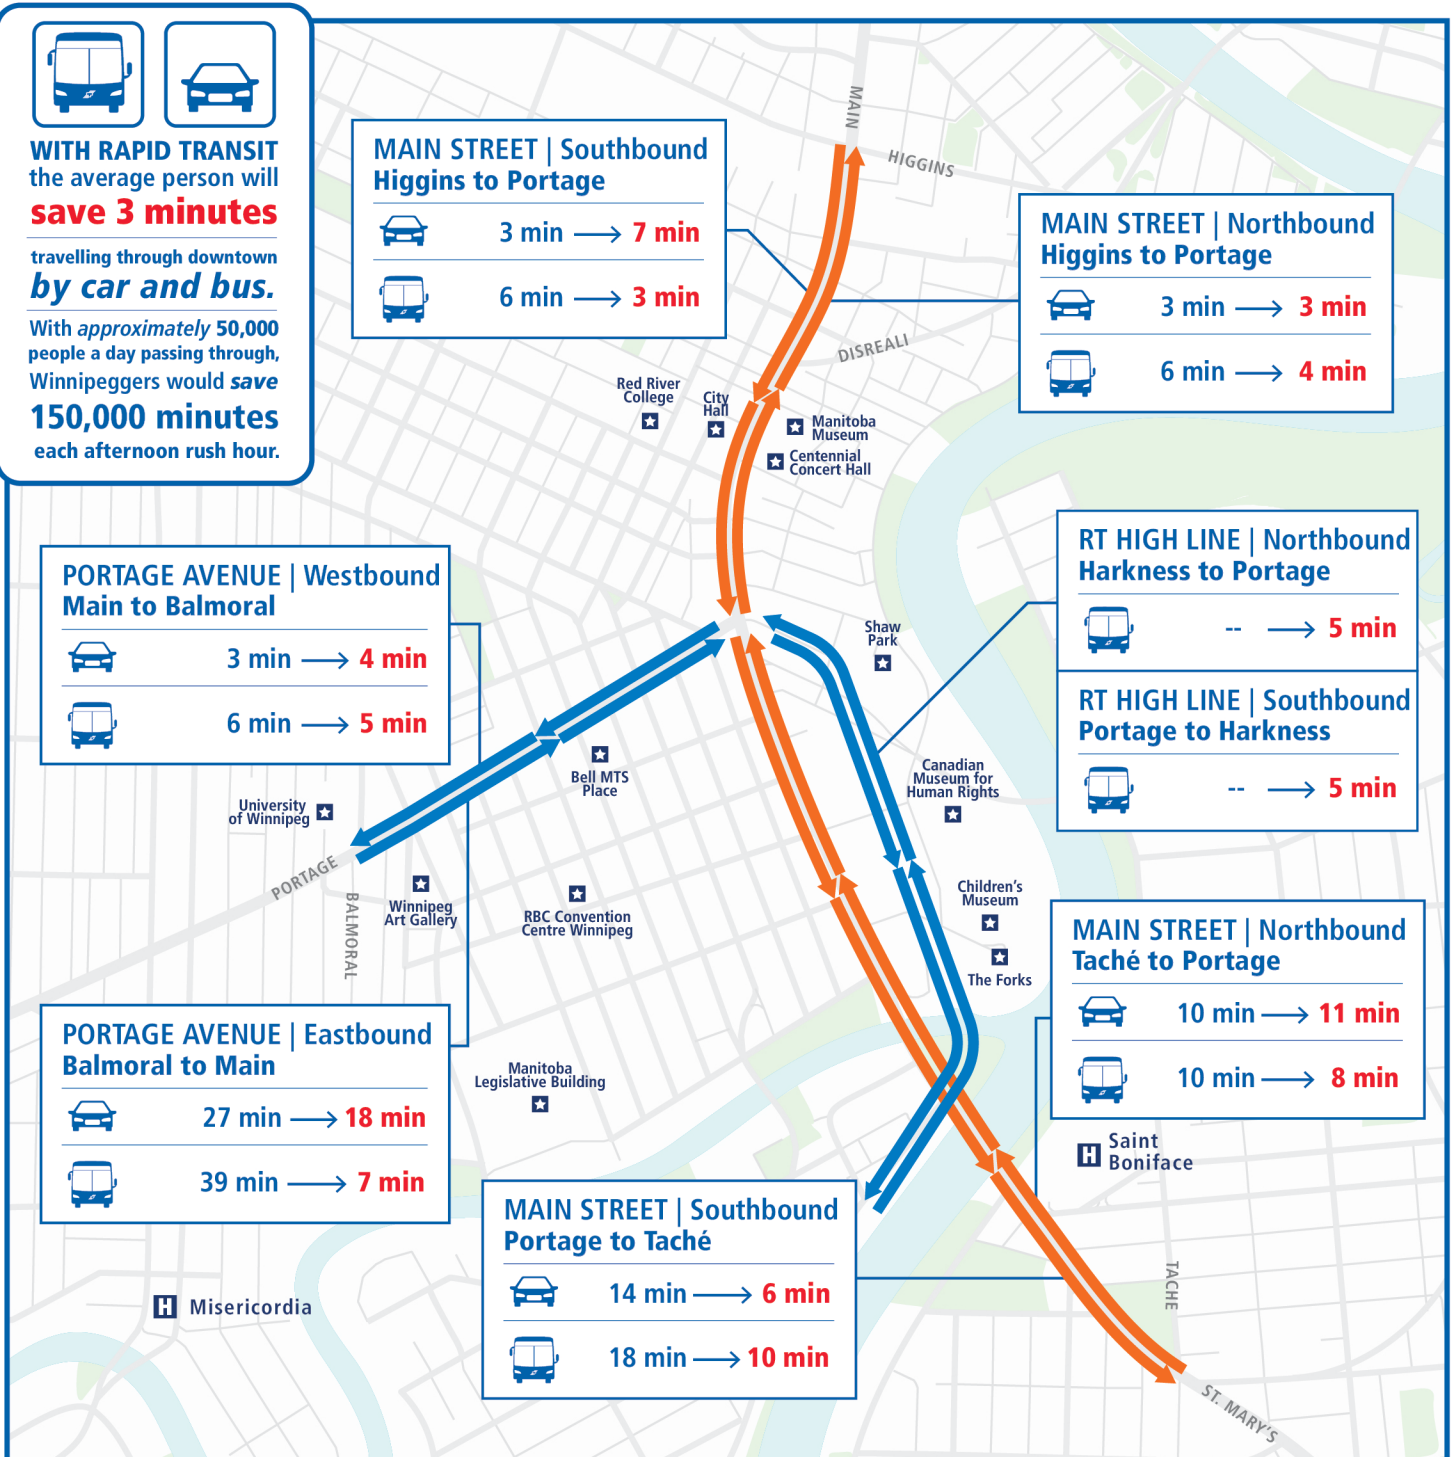 WITH RAPID TRANSIT
the average person will
save 3 minutes
travelling through downtown
by car and bus.
With approximately 50,000
people a day passing through,
Winnipeggers would save
150,000 minutes
each afternoon rush hour.
MAIN STREET | Southbound
Higgins to Portage
3 min → 7 min
6 min → 3 min
MAIN
HIGGINS
MAIN STREET | Northbound
Higgins to Portage
3 min → 3 min
6 min → 4 min
DISREALI
Red River
College
City
Hall
Manitoba
Museum
Centennial
Concert Hall
PORTAGE AVENUE | Westbound
Main to Balmoral
3 min → 4 min
6 min → 5 min
RT HIGH LINE | Northbound
Harkness to Portage
-- → 5 min
RT HIGH LINE | Southbound
Portage to Harkness
-- → 5 min
Shaw
Park
Bell MTS
Place
Canadian
Museum for
Human Rights
University
of Winnipeg
PORTAGE
BALMORAL
Winnipeg
Art Gallery
RBC Convention
Centre Winnipeg
Children's
Museum
The Forks
MAIN STREET | Northbound
Taché to Portage
10 min → 11 min
10 min → 8 min
PORTAGE AVENUE | Eastbound
Balmoral to Main
27 min → 18 min
39 min → 7 min
Manitoba
Legislative Building
H Saint
Boniface
MAIN STREET | Southbound
Portage to Taché
14 min → 6 min
18 min → 10 min
H Misericordia
TACHE
ST. MARY'S